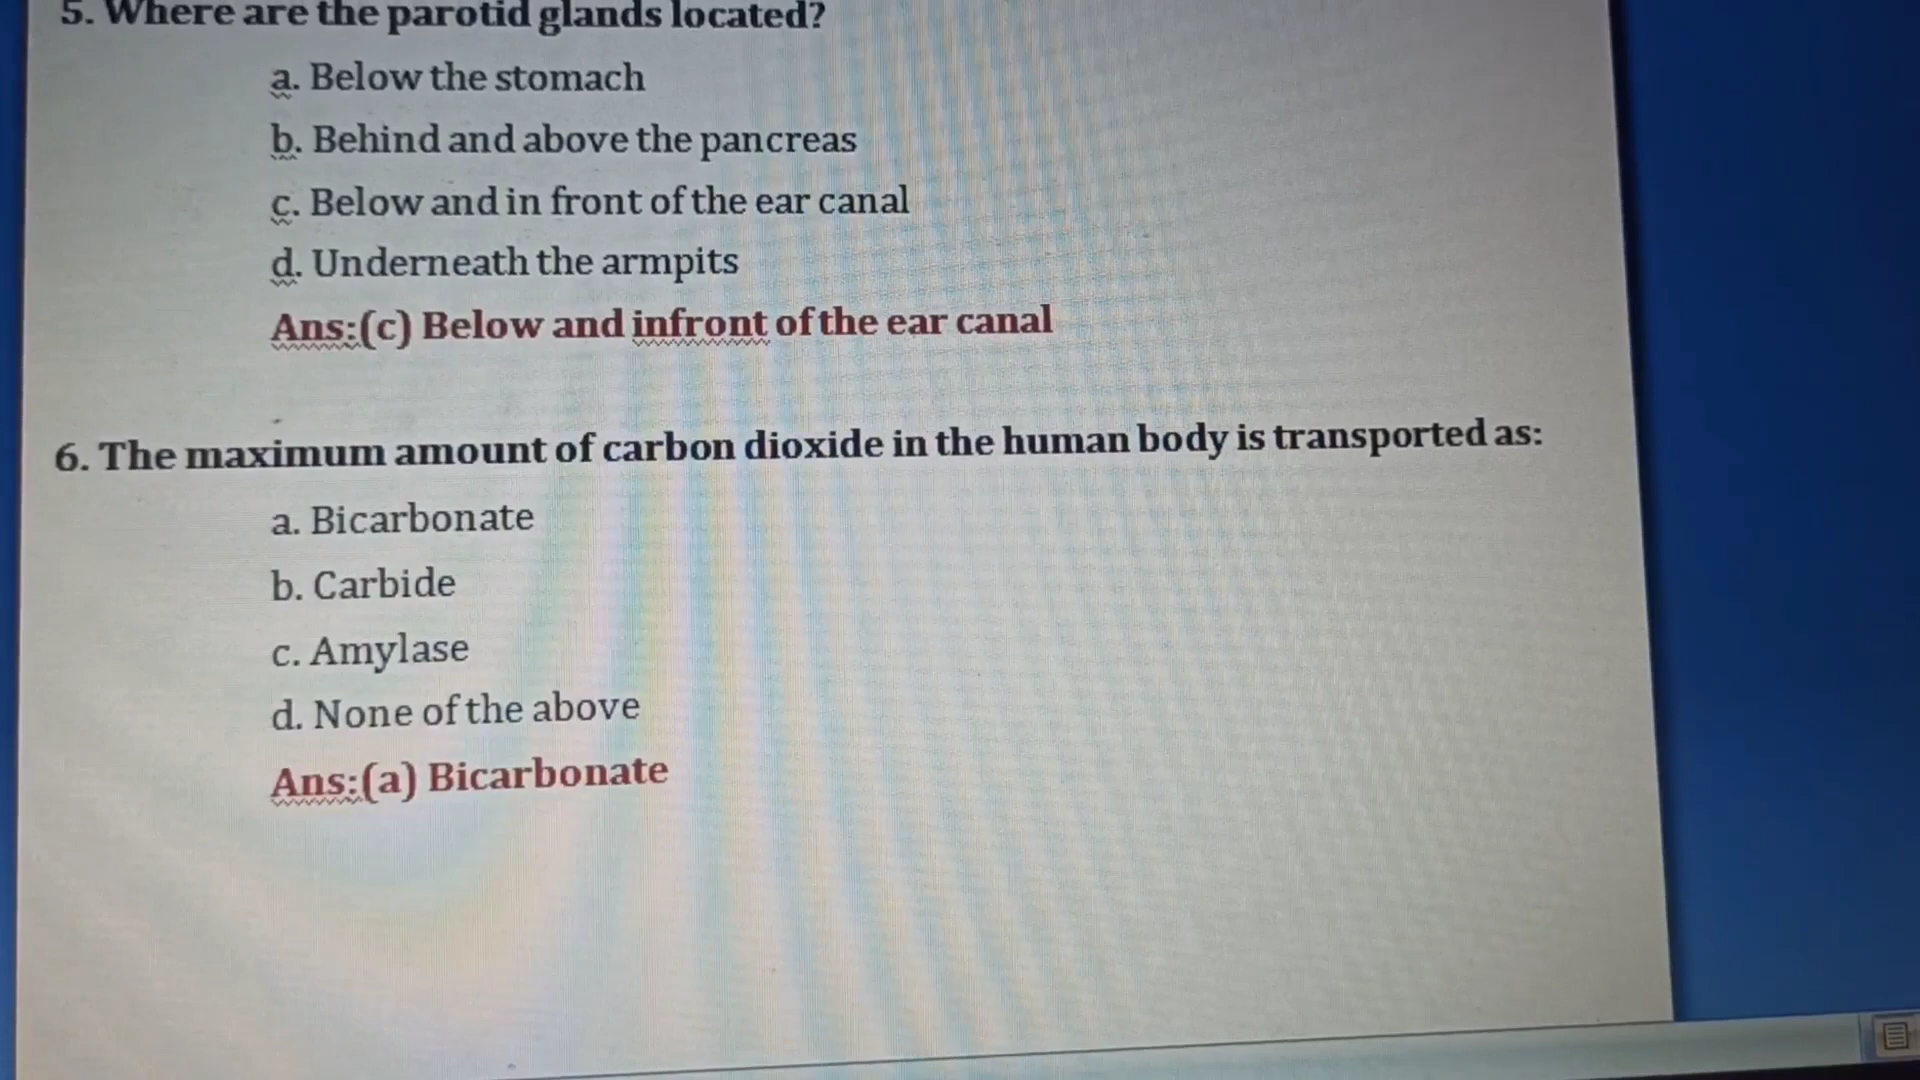 5. Where are the parotid glands located?
a. Below the stomach
b. Behind and above the pancreas
c. Below and in front of the ear canal
d. Underneath the armpits
Ans:(c) Below and infront of the ear canal
6. The maximum amount of carbon dioxide in the human body is transported as:
a. Bicarbonate
b. Carbide
c. Amylase
d. None of the above
Ans:(a) Bicarbonate